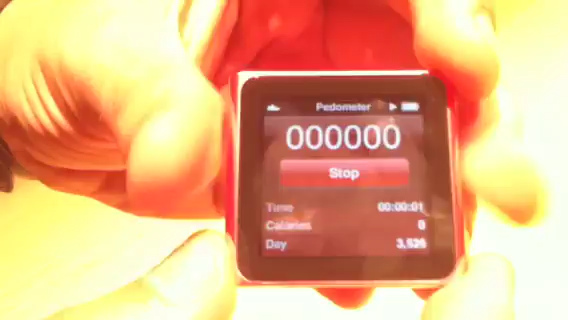 Pedometer
000000
Stop
Time 00:00:01
Calories 0
Day 3,526